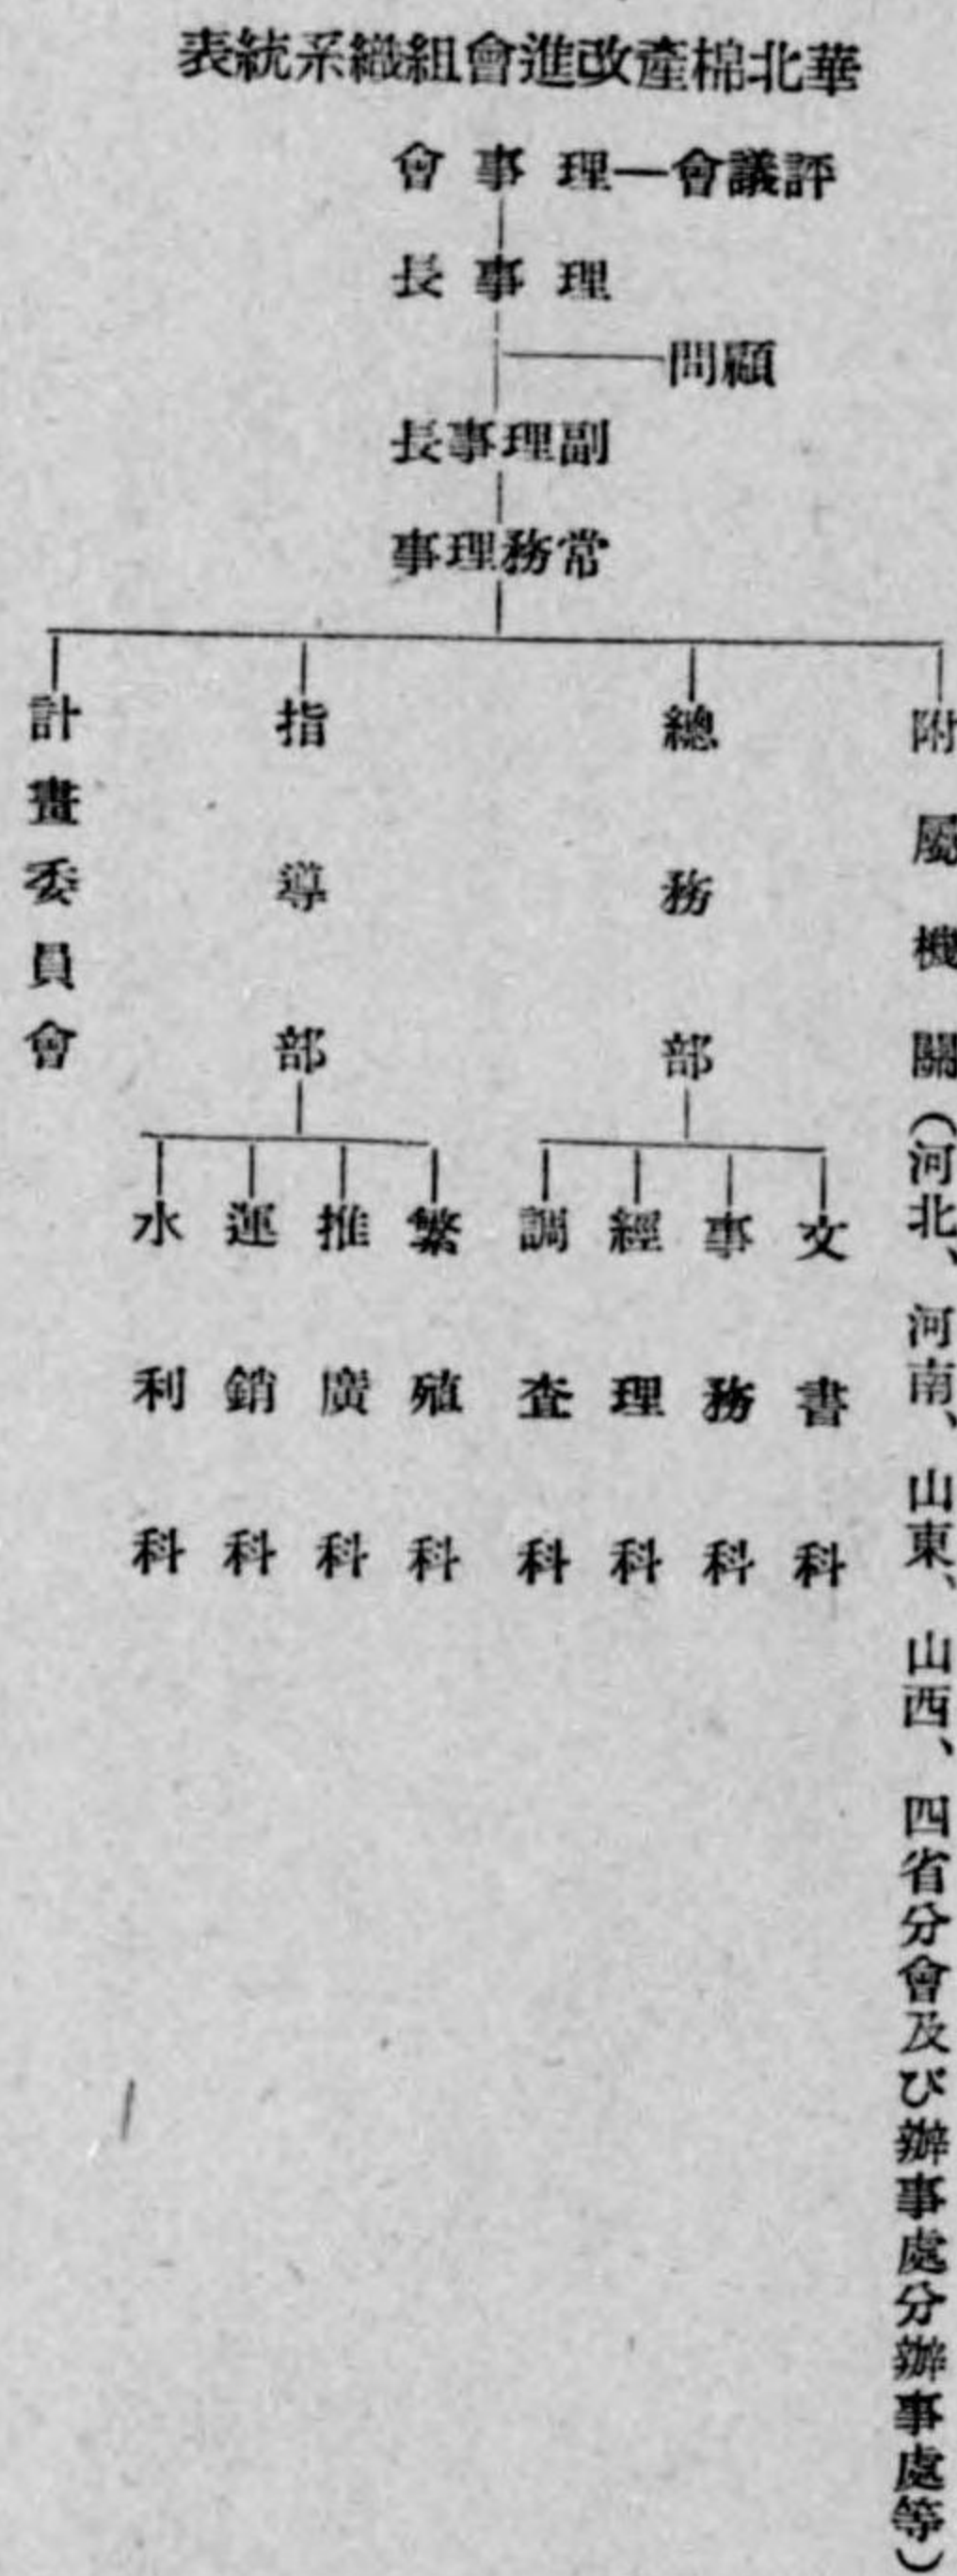 華北棉產改進會組織系統表
評議會—理事會
理事長
顧問
副理事長
常務理事
附屬機關(河北、河南、山東、山西、四省分會及び辦事處分辦事處等)
總務部
文書科
事務科
經理科
調查科
指導部
繁殖科
推廣科
運銷科
水利科
計畫委員會